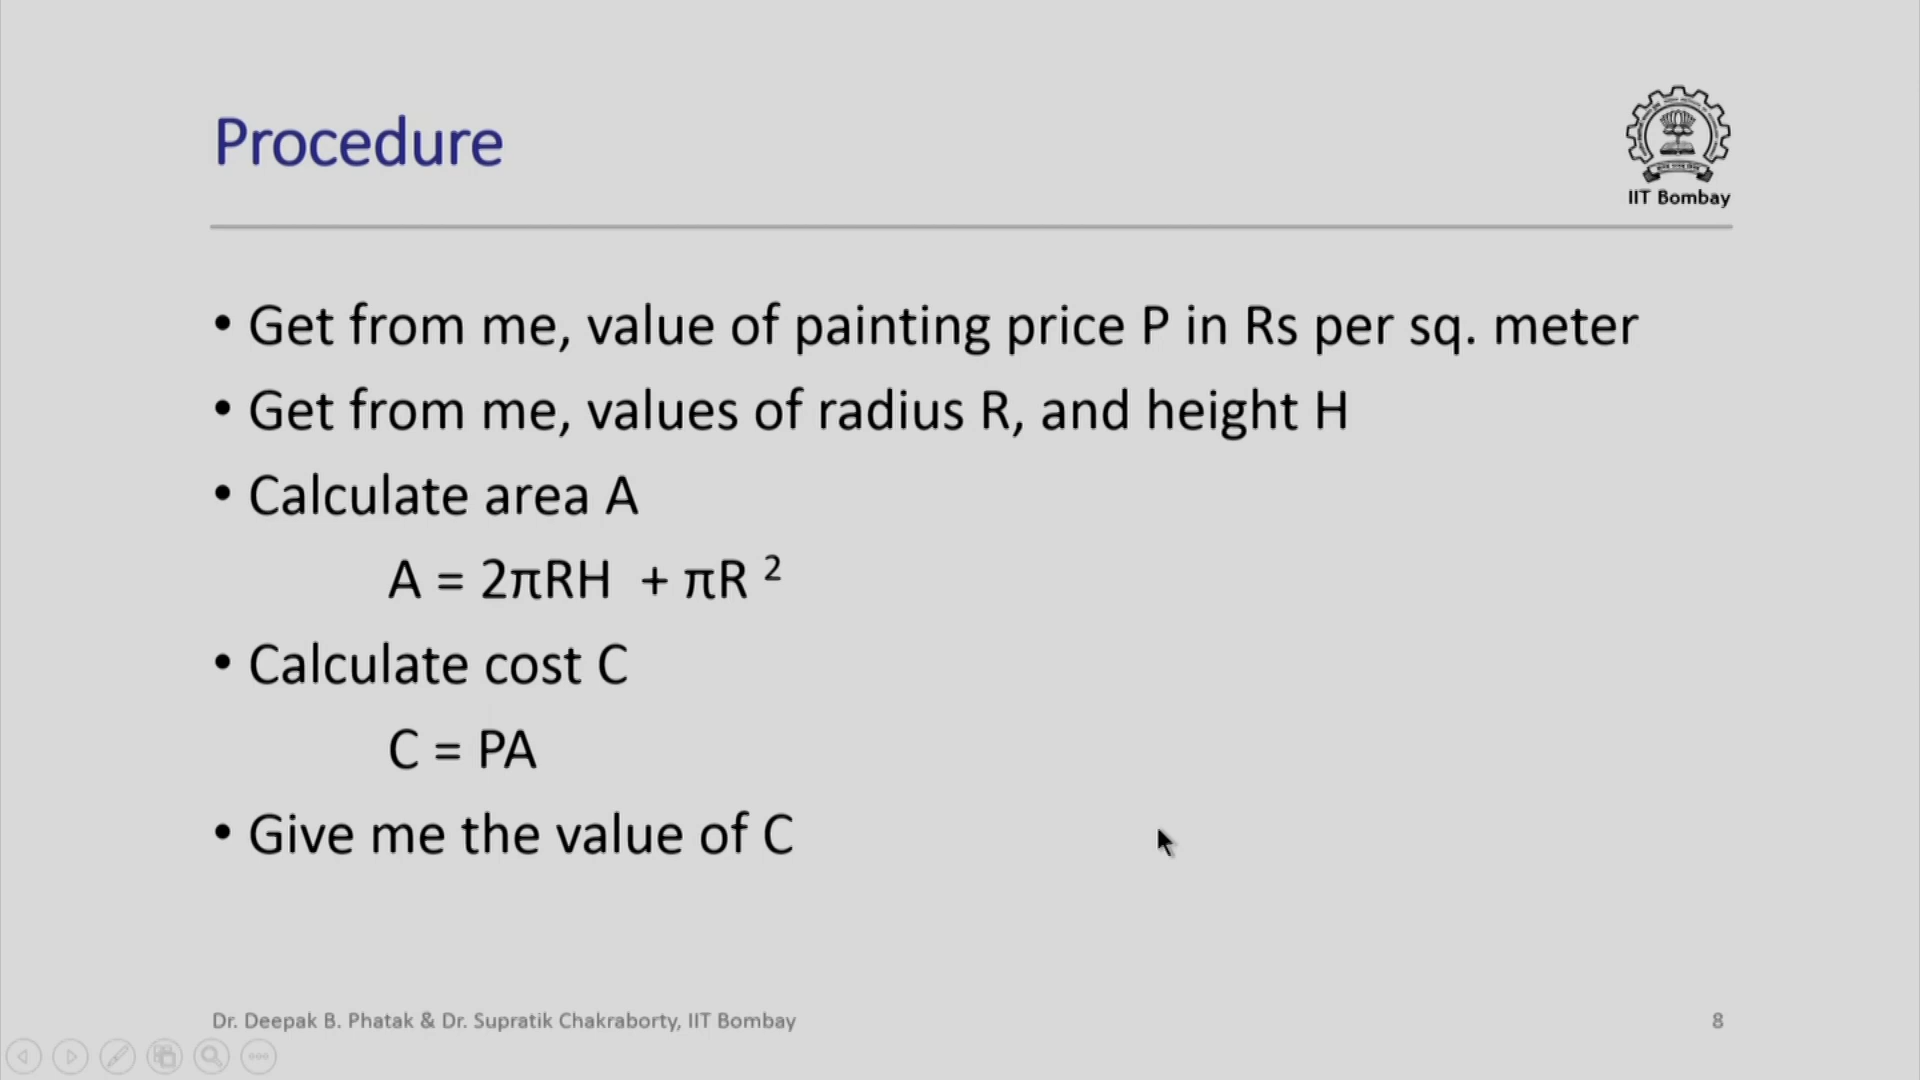 Procedure
IIT Bombay
• Get from me, value of painting price P in Rs per sq. meter
• Get from me, values of radius R, and height H
• Calculate area A
A = 2πRH + πR ²
• Calculate cost C
C = PA
• Give me the value of C
Dr. Deepak B. Phatak & Dr. Supratik Chakraborty, IIT Bombay
8